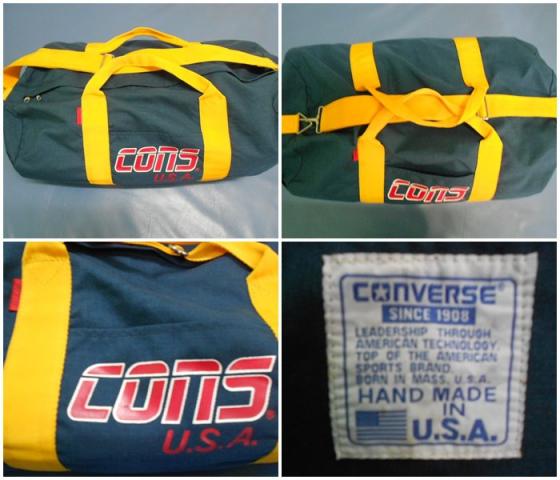 CONS
U.S.A.
CONS
CONS®
U.S.A.
CONVERSE®
SINCE 1908
LEADERSHIP THROUGH
AMERICAN TECHNOLOGY.
TOP OF THE AMERICAN
SPORTS BRAND.
BORN IN MASS. U.S.A.
HAND MADE
IN
U.S.A.